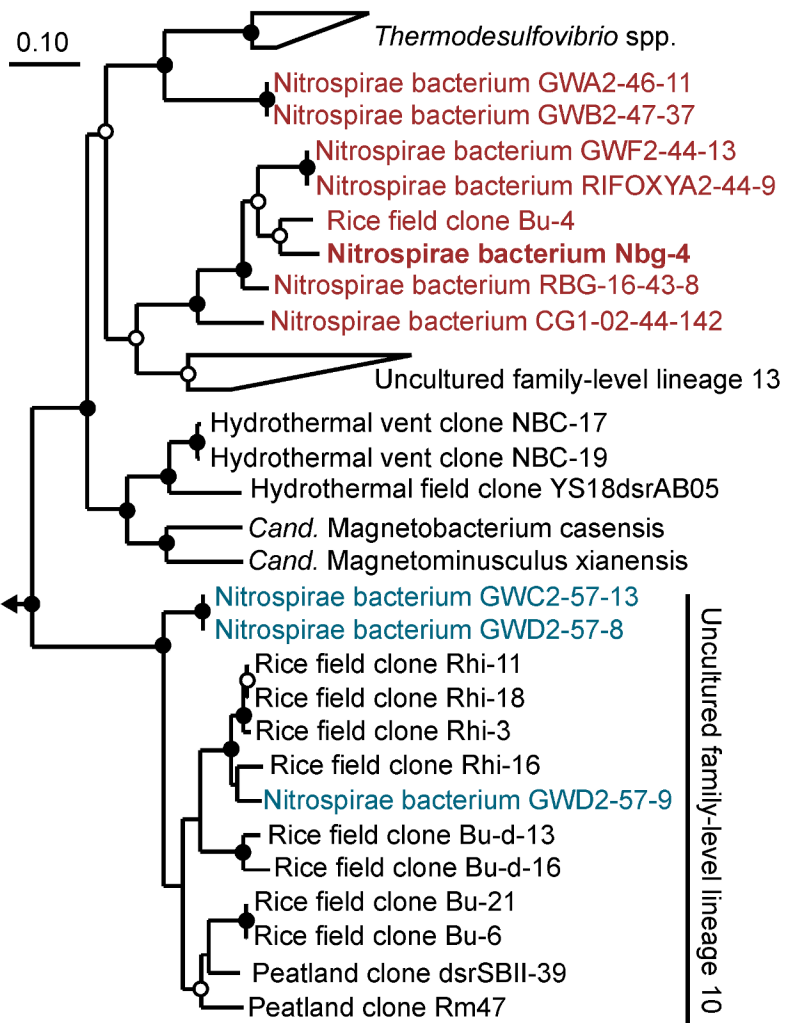 0.10
Thermodesulfovibrio spp.
Nitrospirae bacterium GWA2-46-11
Nitrospirae bacterium GWB2-47-37
Nitrospirae bacterium GWF2-44-13
Nitrospirae bacterium RIFOXYA2-44-9
Rice field clone Bu-4
Nitrospirae bacterium Nbg-4
Nitrospirae bacterium RBG-16-43-8
Nitrospirae bacterium CG1-02-44-142
Uncultured family-level lineage 13
Hydrothermal vent clone NBC-17
Hydrothermal vent clone NBC-19
Hydrothermal field clone YS18dsrAB05
Cand. Magnetobacterium casensis
Cand. Magnetominusculus xianensis
Nitrospirae bacterium GWC2-57-13
Nitrospirae bacterium GWD2-57-8
Rice field clone Rhi-11
Rice field clone Rhi-18
Rice field clone Rhi-3
Rice field clone Rhi-16
Nitrospirae bacterium GWD2-57-9
Rice field clone Bu-d-13
Rice field clone Bu-d-16
Rice field clone Bu-21
Rice field clone Bu-6
Peatland clone dsrSBII-39
Peatland clone Rm47
Uncultured family-level lineage 10